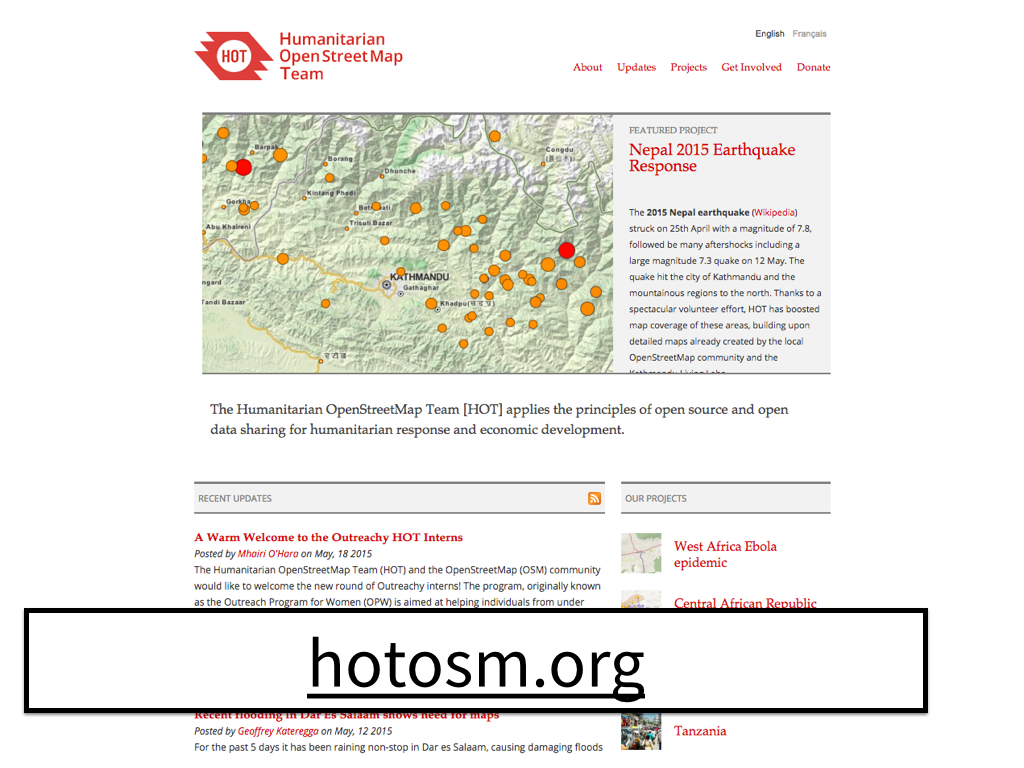 Humanitarian
OpenStreetMap
Team
HOT
English Français
About Updates Projects Get Involved Donate
Barpak
Borang
Dhunche
Congdu
Kintang Phedi
Gorkha
Betrawati
Trisuli Bazar
Abu Khaireni
KATHMANDU
Gathaghar
Khadpu
ngard
Tandi Bazaar
FEATURED PROJECT
Nepal 2015 Earthquake
Response
The 2015 Nepal earthquake (Wikipedia)
struck on 25th April with a magnitude of 7.8,
followed be many aftershocks including a
large magnitude 7.3 quake on 12 May. The
quake hit the city of Kathmandu and the
mountainous regions to the north. Thanks to a
spectacular volunteer effort, HOT has boosted
map coverage of these areas, building upon
detailed maps already created by the local
OpenStreetMap community and the
Kathmandu Living Labs
The Humanitarian OpenStreetMap Team [HOT] applies the principles of open source and open
data sharing for humanitarian response and economic development.
RECENT UPDATES
A Warm Welcome to the Outreachy HOT Interns
Posted by Mhairi O'Hara on May, 18 2015
The Humanitarian OpenStreetMap Team (HOT) and the OpenStreetMap (OSM) community
would like to welcome the new round of Outreachy interns! The program, originally known
as the Outreach Program for Women (OPW) is aimed at helping individuals from under
OUR PROJECTS
West Africa Ebola
epidemic
Central African Republic
hotosm.org
Recent flooding in Dar Es Salaam shows need for maps
Posted by Geoffrey Kateregga on May, 12 2015
For the past 5 days it has been raining non-stop in Dar es Salaam, causing damaging floods
Tanzania